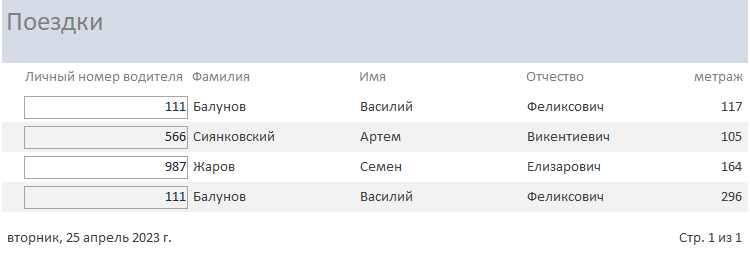 Поездки
Личный номер водителя Фамилия Имя Отчество метраж
111 Балунов Василий Феликсович 117
566 Сиянковский Артем Викентиевич 105
987 Жаров Семен Елизарович 164
111 Балунов Василий Феликсович 296
вторник, 25 апрель 2023 г. Стр. 1 из 1